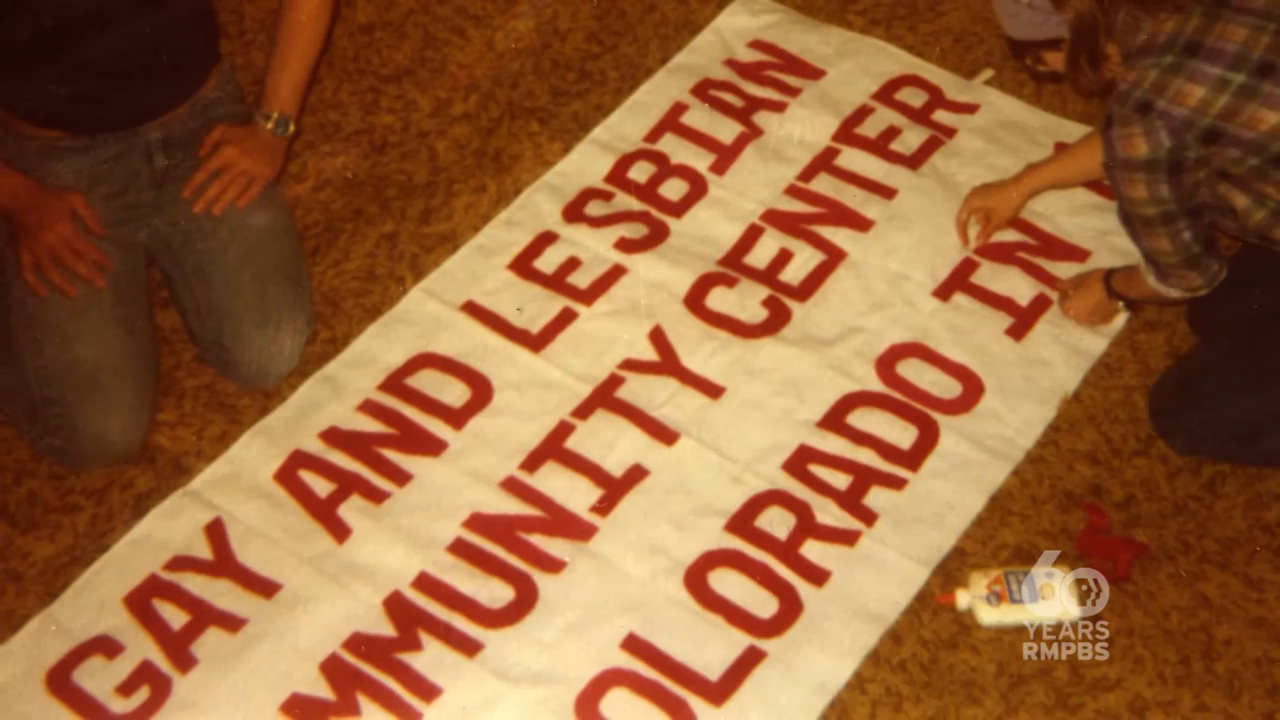 GAY AND LESBIAN
MMUNITY CENTER
OLORADO IN
60
YEARS
RMPBS